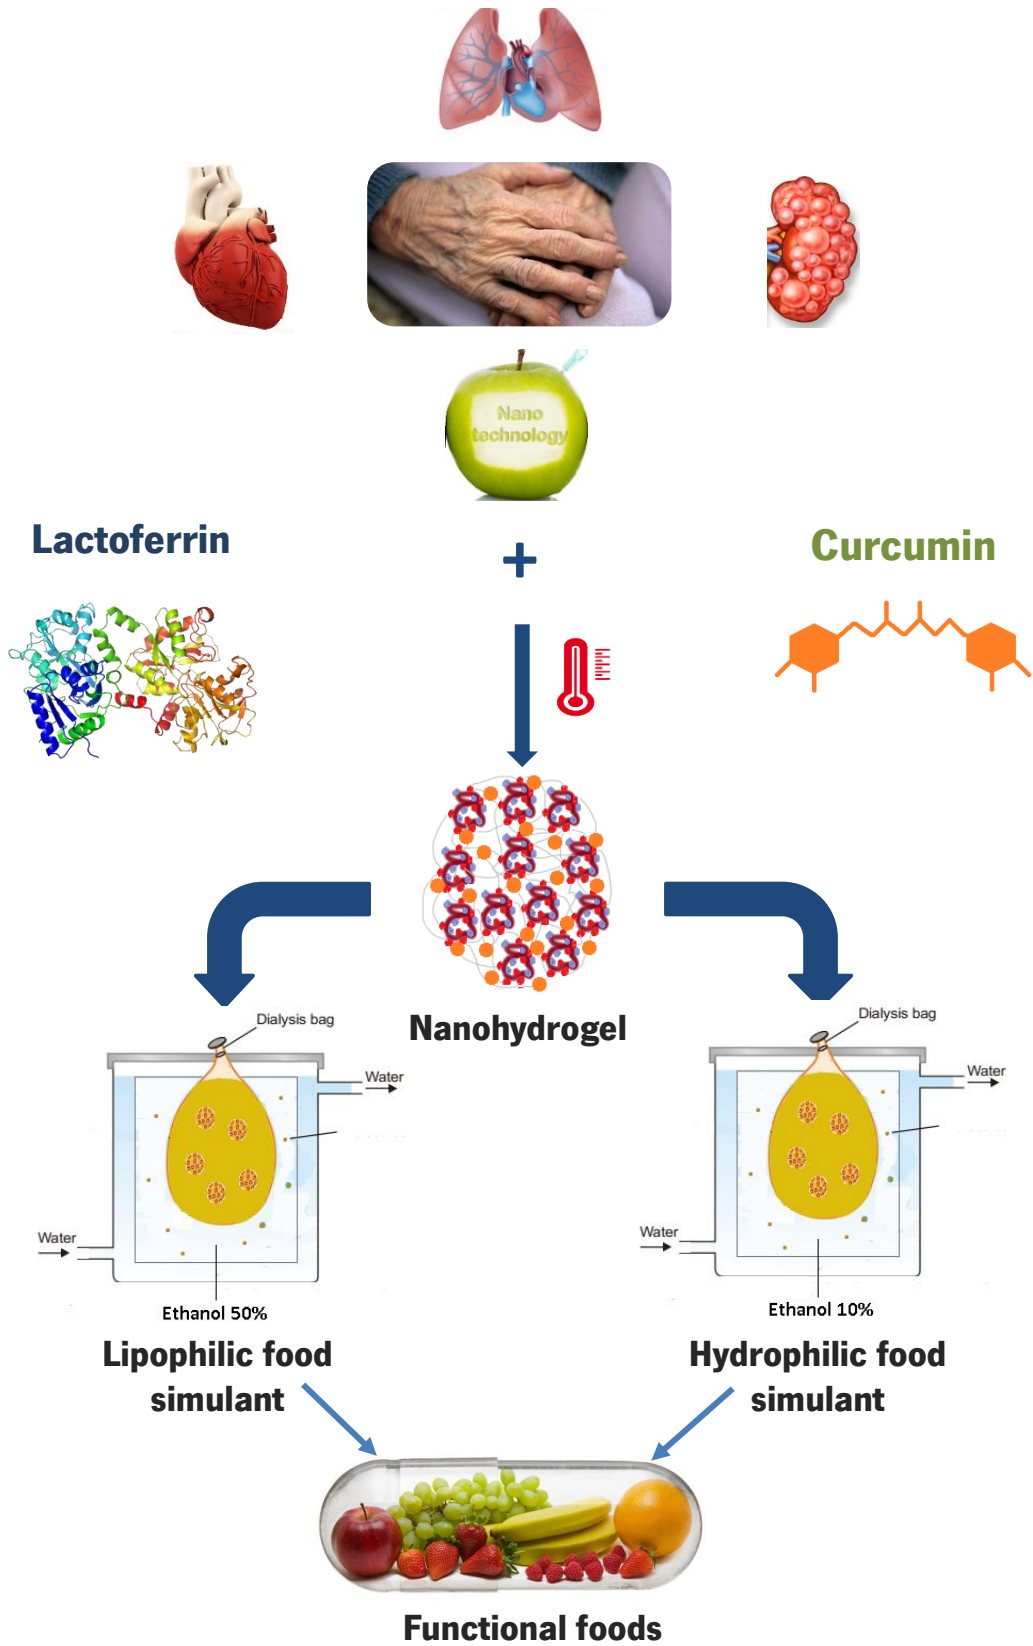 Nano
technology
Lactoferrin
+
Curcumin
Nanohydrogel
Dialysis bag
Water
Water
Ethanol 50%
Lipophilic food
simulant
Dialysis bag
Water
Water
Ethanol 10%
Hydrophilic food
simulant
Functional foods